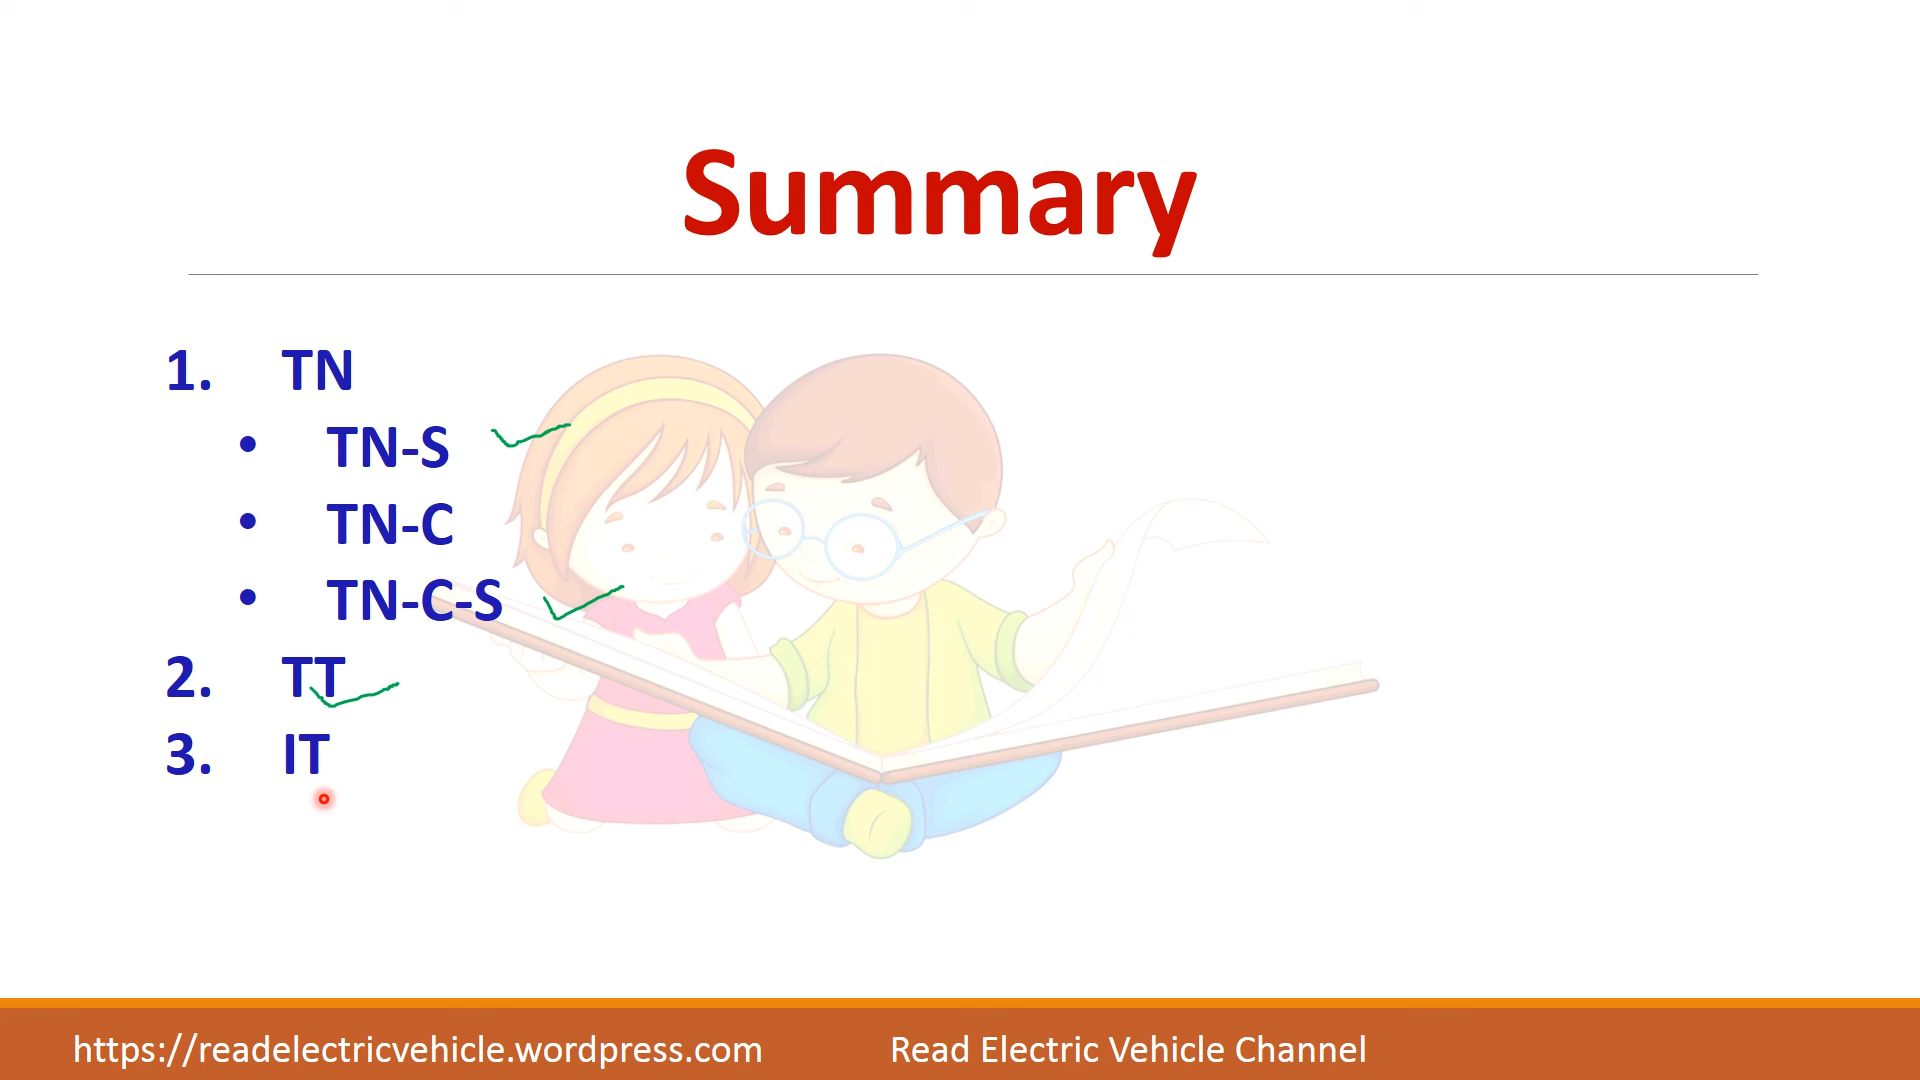 Summary
1. TN
• TN-S
• TN-C
• TN-C-S
2. TT
3. IT
https://readelectricvehicle.wordpress.com Read Electric Vehicle Channel